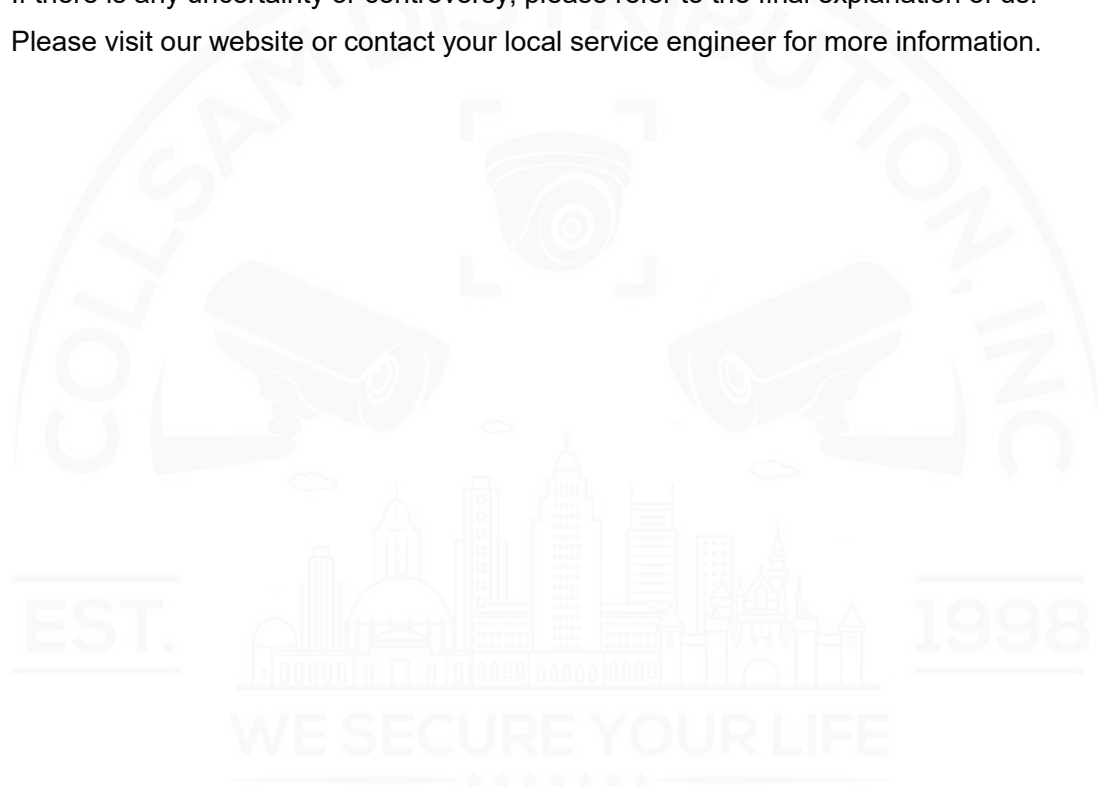 If there is any uncertainty or controversy, please refer to the final explanation of us.
Please visit our website or contact your local service engineer for more information.
COLLSAM DISTRIBUTION, INC
EST.
1998
WE SECURE YOUR LIFE